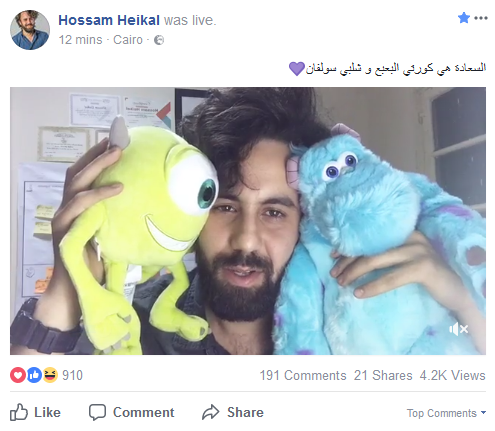 Hossam Heikal was live.
12 mins · Cairo ·
السعادة هي كورتي البعبع و شلبي سولفان💜
910
191 Comments 21 Shares 4.2K Views
Like Comment Share Top Comments